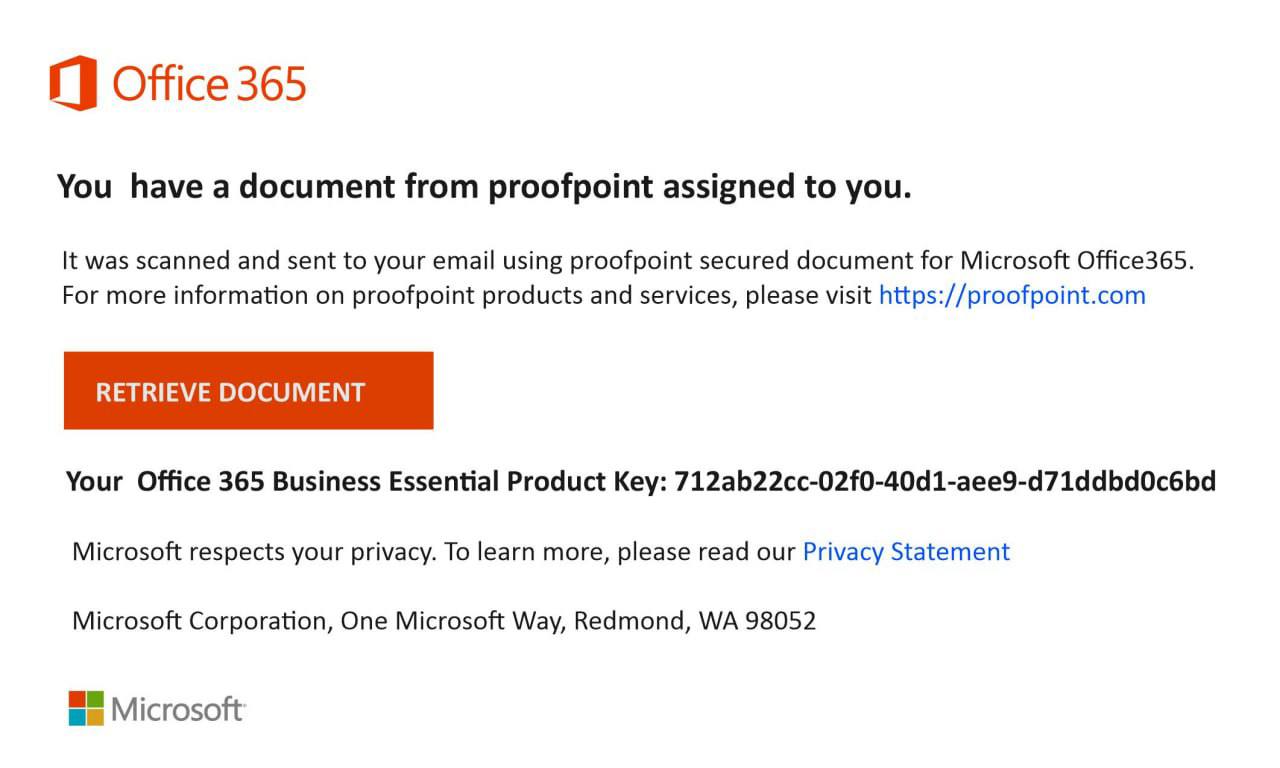 Office 365
You  have a document from proofpoint assigned to you.
It was scanned and sent to your email using proofpoint secured document for Microsoft Office365.
For more information on proofpoint products and services, please visit https://proofpoint.com
RETRIEVE DOCUMENT
Your  Office 365 Business Essential Product Key: 712ab22cc-02f0-40d1-aee9-d71ddbd0c6bd
Microsoft respects your privacy. To learn more, please read our Privacy Statement
Microsoft Corporation, One Microsoft Way, Redmond, WA 98052
Microsoft